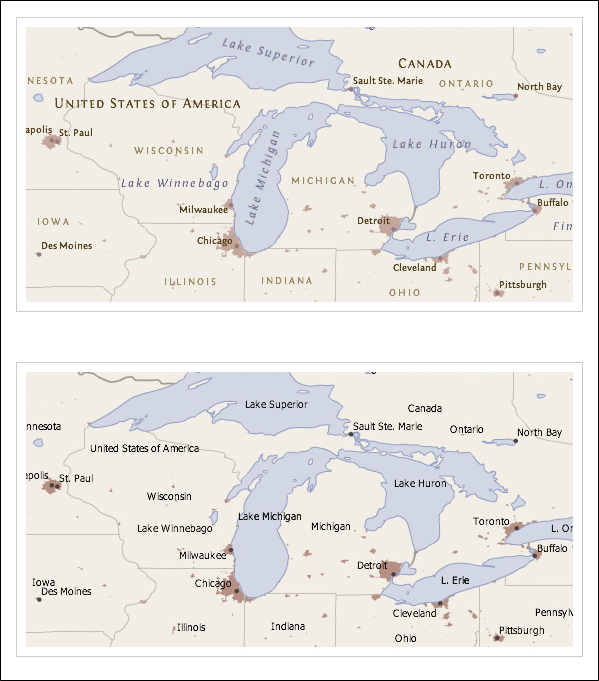 Lake Superior
CANADA
NESOTA
Sault Ste. Marie
ONTARIO
North Bay
UNITED STATES OF AMERICA
apolis
St. Paul
Lake Huron
WISCONSIN
Lake Michigan
Lake Winnebago
MICHIGAN
Toronto
L. On
Milwaukee
Buffalo
IOWA
Detroit
Fin
Chicago
L. Erie
Des Moines
Cleveland
PENNSYL
ILLINOIS
INDIANA
OHIO
Pittsburgh
Lake Superior
Canada
nnesota
Sault Ste. Marie
Ontario
North Bay
United States of America
apolis
St. Paul
Lake Huron
Wisconsin
Lake Michigan
Lake Winnebago
Michigan
Toronto
L. Or
Milwaukee
Buffalo
Detroit
Iowa
Chicago
L. Erie
Des Moines
Cleveland
Pennsylv
Illinois
Indiana
Ohio
Pittsburgh